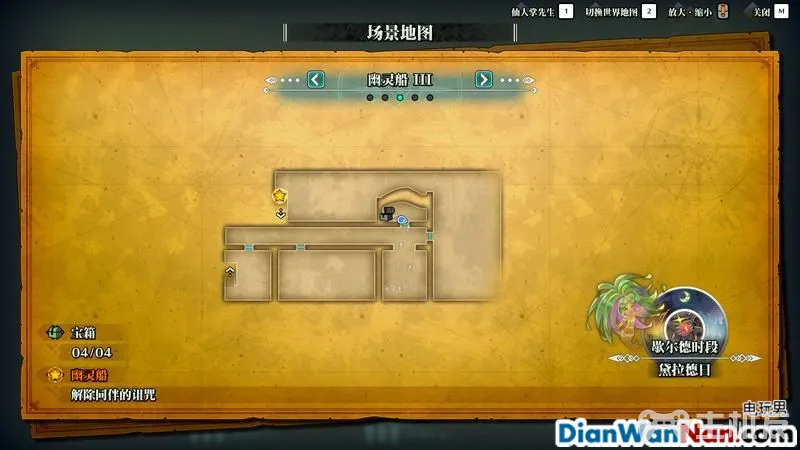 仙人掌先生 1 切换世界地图 2 放大·缩小 关闭 M
场景地图
幽灵船 III
宝箱
04/04
幽灵船
解除同伴的诅咒
歇尔德时段
黛拉德日
电玩男
DianWanNan.com